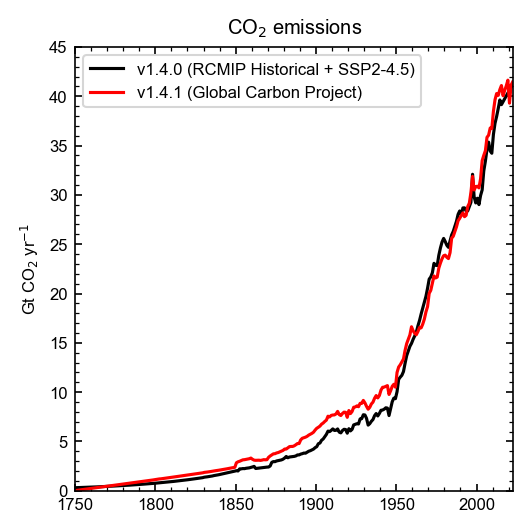 CO₂ emissions
v1.4.0 (RCMIP Historical + SSP2-4.5)
v1.4.1 (Global Carbon Project)
Gt CO₂ yr⁻¹
45
40
35
30
25
20
15
10
5
0
1750 1800 1850 1900 1950 2000